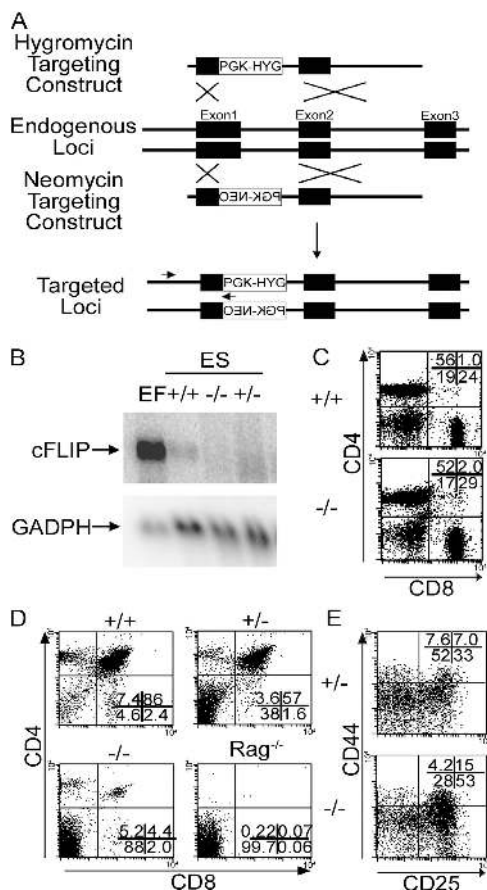 A
Hygromycin
Targeting
Construct
PGK-HYG
Endogenous
Loci
Exon1 Exon2 Exon3
Neomycin
Targeting
Construct
PGK-NEO
Targeted
Loci
PGK-HYG
PGK-NEO
B
ES
EF +/+ -/- +/-
cFLIP
GADPH
C
+/+
56 1.0
19 24
-/-
52 2.0
17 29
CD4
CD8
D
+/+ +/-
7.4 86
4.6 2.4
3.6 57
38 1.6
-/- Rag-/-
5.2 4.4
88 2.0
0.22 0.07
99.7 0.06
CD4
CD8
E
+/-
7.6 7.0
52 33
-/-
4.2 15
28 53
CD44
CD25